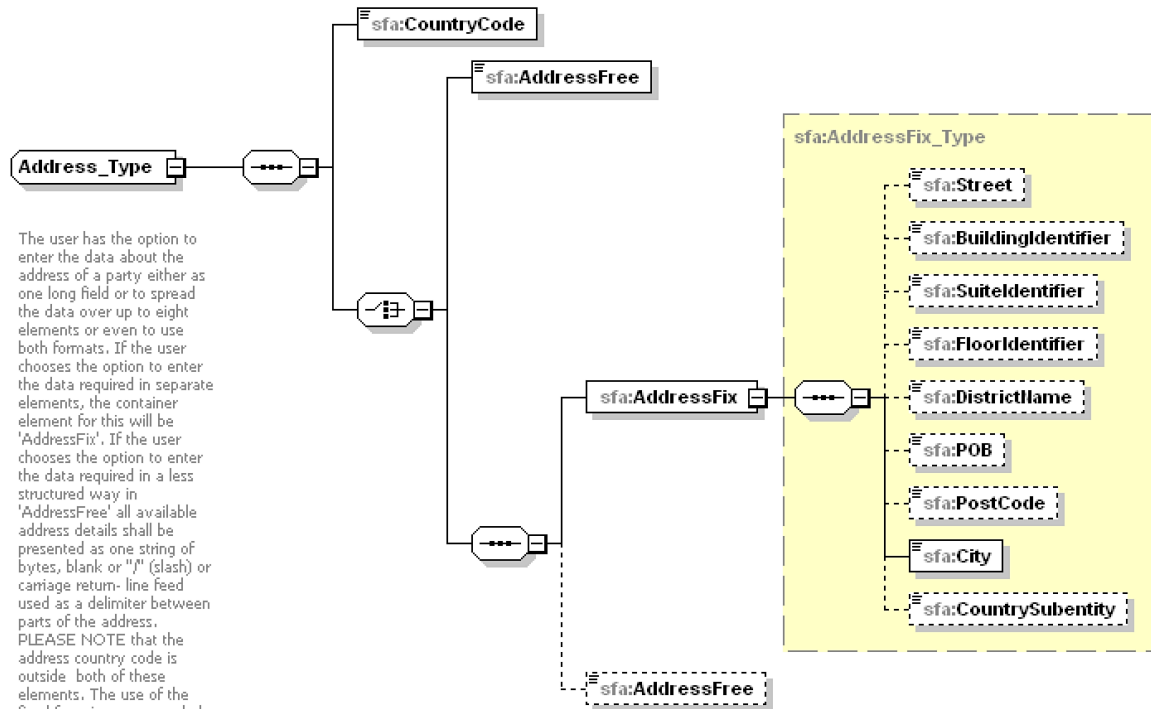 sfa:CountryCode
sfa:AddressFree
sfa:AddressFix_Type
Address_Type
sfa:Street
The user has the option to
enter the data about the
address of a party either as
one long field or to spread
the data over up to eight
elements or even to use
both formats. If the user
chooses the option to enter
the data required in separate
elements, the container
element for this will be
'AddressFix'. If the user
chooses the option to enter
the data required in a less
structured way in
'AddressFree' all available
address details shall be
presented as one string of
bytes, blank or "/" (slash) or
carriage return- line feed
used as a delimiter between
parts of the address.
PLEASE NOTE that the
address country code is
outside  both of these
elements. The use of the
sfa:BuildingIdentifier
sfa:SuiteIdentifier
sfa:FloorIdentifier
sfa:AddressFix
sfa:DistrictName
sfa:POB
sfa:PostCode
sfa:City
sfa:CountrySubentity
sfa:AddressFree